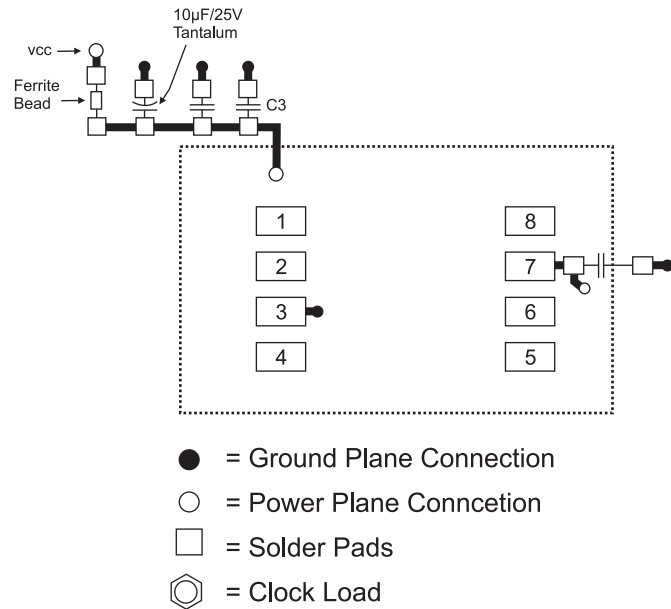 10µF/25V
Tantalum
vcc
Ferrite
Bead
C3
1
8
2
7
3
6
4
5
= Ground Plane Connection
= Power Plane Conncetion
= Solder Pads
= Clock Load